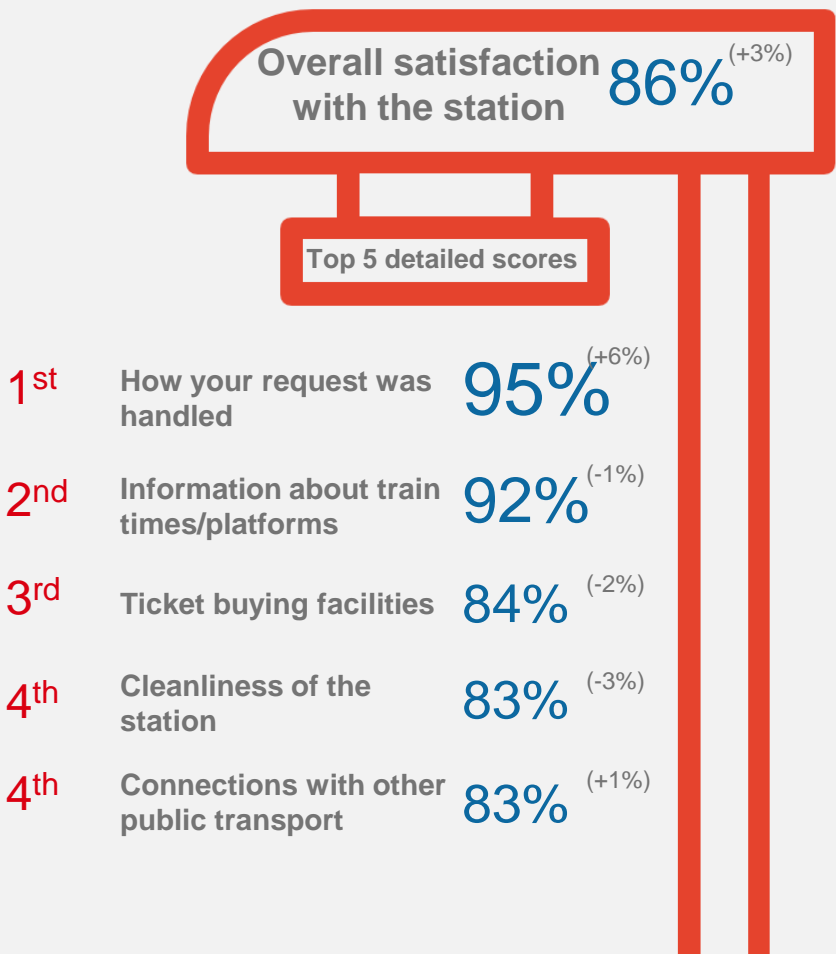 Overall satisfaction 86% (+3%)
with the station
Top 5 detailed scores
1st How your request was 95% (+6%)
handled
2nd Information about train 92% (-1%)
times/platforms
3rd Ticket buying facilities 84% (-2%)
4th Cleanliness of the 83% (-3%)
station
4th Connections with other 83% (+1%)
public transport